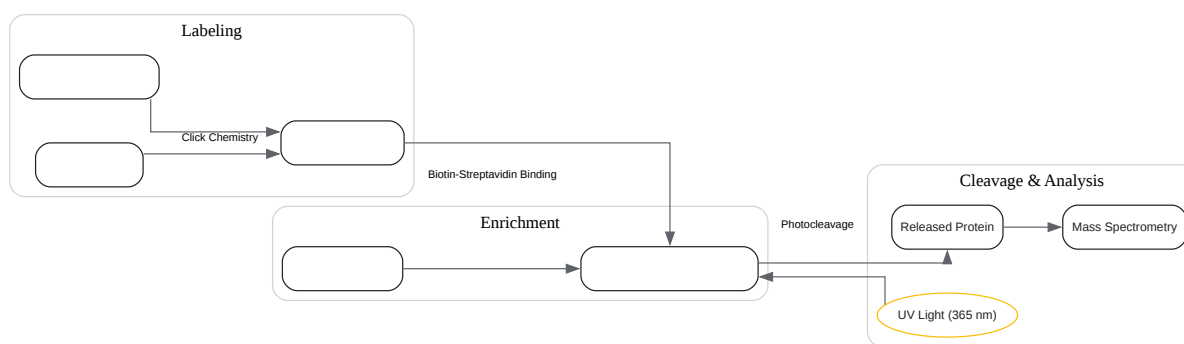 Labeling
Click Chemistry
Biotin-Streptavidin Binding
Enrichment
Photocleavage
Cleavage & Analysis
Released Protein
Mass Spectrometry
UV Light (365 nm)